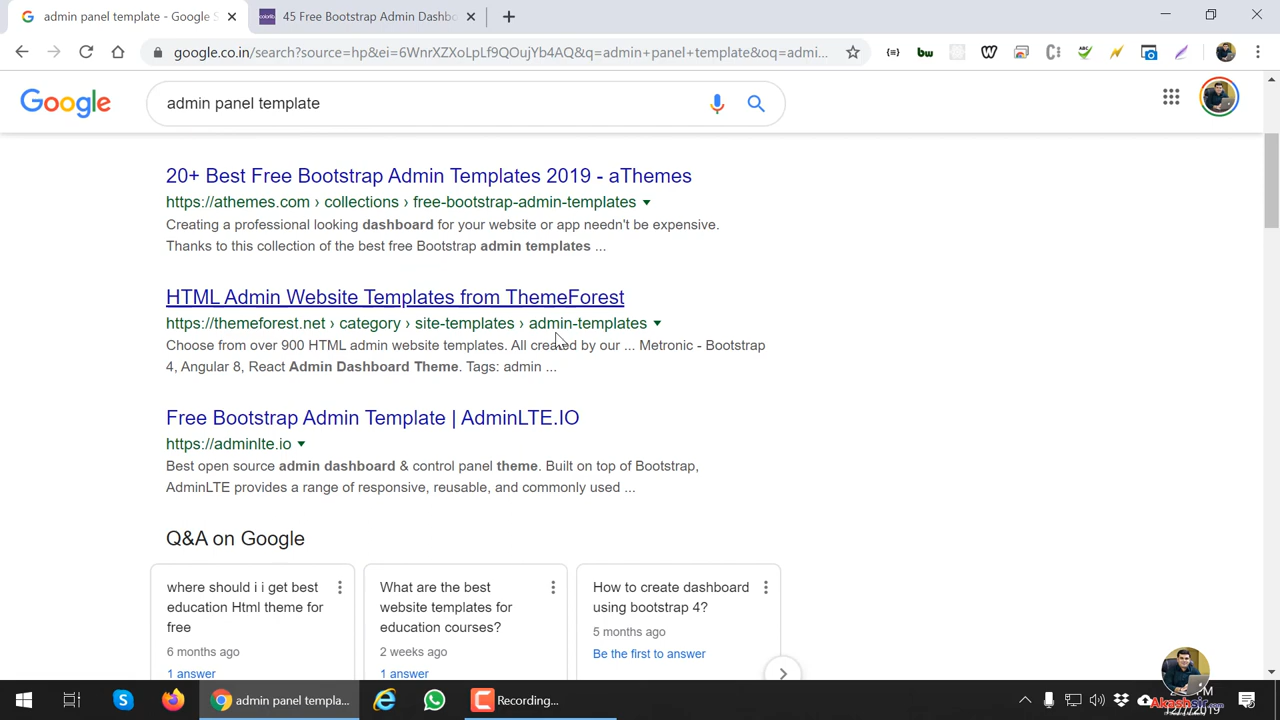 admin panel template - Google S
45 Free Bootstrap Admin Dashbo
google.co.in/search?source=hp&ei=6WnrXZXoLpLf9QOujYb4AQ&q=admin+panel+template&oq=admi...
Google
admin panel template
20+ Best Free Bootstrap Admin Templates 2019 - aThemes
https://athemes.com › collections › free-bootstrap-admin-templates
Creating a professional looking dashboard for your website or app needn't be expensive.
Thanks to this collection of the best free Bootstrap admin templates ...
HTML Admin Website Templates from ThemeForest
https://themeforest.net › category › site-templates › admin-templates
Choose from over 900 HTML admin website templates. All created by our ... Metronic - Bootstrap
4, Angular 8, React Admin Dashboard Theme. Tags: admin ...
Free Bootstrap Admin Template | AdminLTE.IO
https://adminlte.io
Best open source admin dashboard & control panel theme. Built on top of Bootstrap,
AdminLTE provides a range of responsive, reusable, and commonly used ...
Q&A on Google
where should i i get best
education Html theme for
free
6 months ago
1 answer
What are the best
website templates for
education courses?
2 weeks ago
1 answer
How to create dashboard
using bootstrap 4?
5 months ago
Be the first to answer
admin panel templa...
Recording...
Akashsir.com
12/7/2019